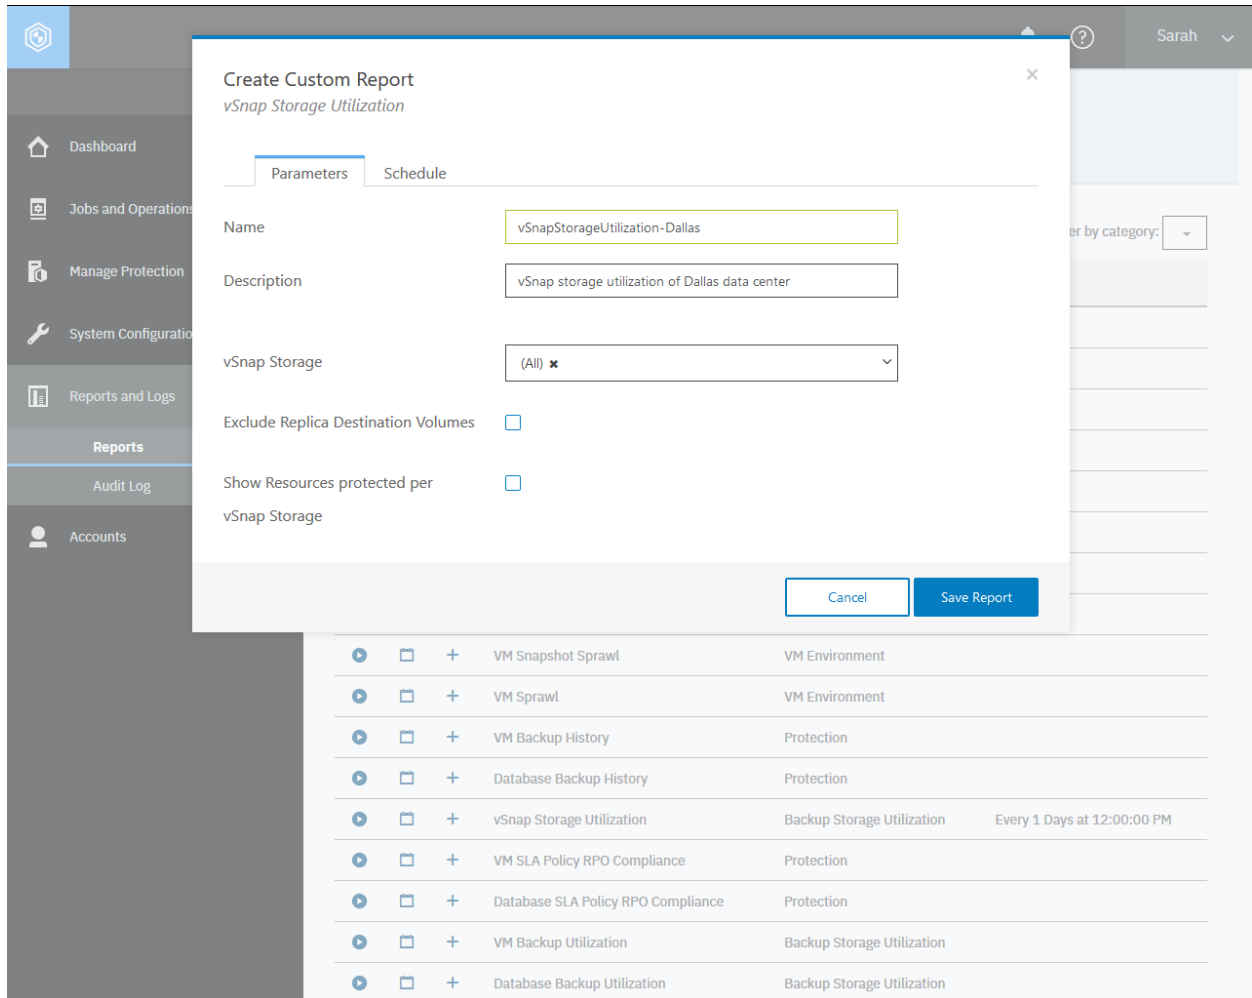 Sarah
Create Custom Report
vSnap Storage Utilization
Parameters
Schedule
Dashboard
Jobs and Operations
Manage Protection
System Configuratio
Reports and Logs
Reports
Audit Log
Accounts
Name
vSnapStorageUtilization-Dallas
er by category:
Description
vSnap storage utilization of Dallas data center
vSnap Storage
(All) ✖
Exclude Replica Destination Volumes
Show Resources protected per
vSnap Storage
Cancel
Save Report
VM Snapshot Sprawl VM Environment
VM Sprawl VM Environment
VM Backup History Protection
Database Backup History Protection
vSnap Storage Utilization Backup Storage Utilization Every 1 Days at 12:00:00 PM
VM SLA Policy RPO Compliance Protection
Database SLA Policy RPO Compliance Protection
VM Backup Utilization Backup Storage Utilization
Database Backup Utilization Backup Storage Utilization